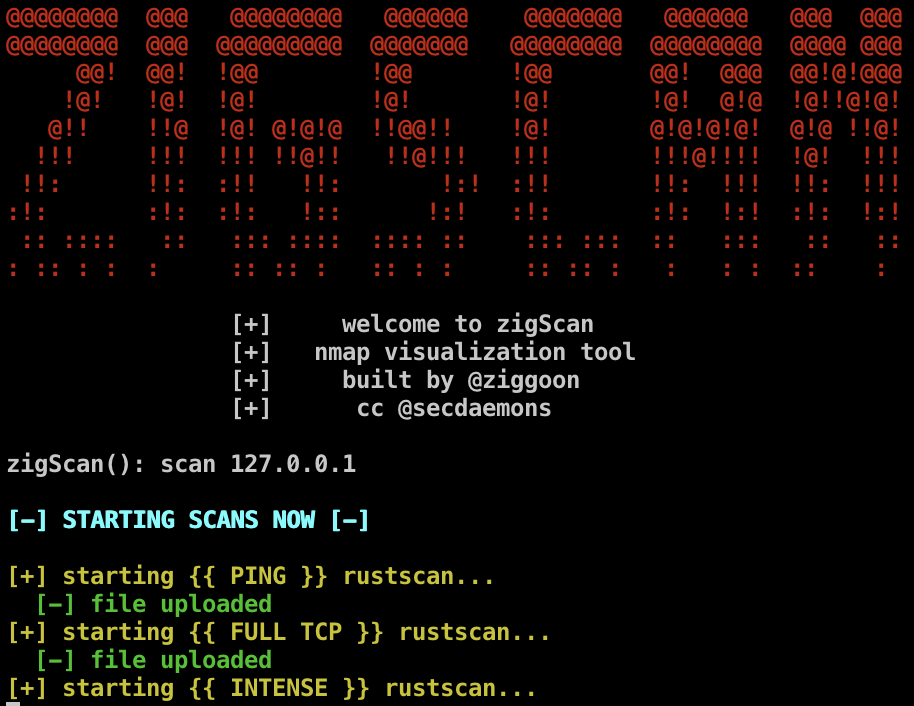 @@@@@@@@  @@@   @@@@@@@@   @@@@@@    @@@@@@@   @@@@@@   @@@  @@@
@@@@@@@@  @@@  @@@@@@@@@  @@@@@@@   @@@@@@@@  @@@@@@@@  @@@@ @@@
     @@!  @@!  !@@        !@@       !@@       @@!  @@@  @@!@!@@@
    !@!   !@!  !@!        !@!       !@!       !@!  @!@  !@!!@!@!
   @!!    !!@  !@! @!@!@  !!@@!!    !@!       @!@!@!@!  @!@ !!@!
  !!!     !!!  !!! !!@!!   !!@!!!   !!!       !!!@!!!!  !@!  !!!
 !!:      !!:  :!!   !!:       !:!  :!!       !!:  !!!  !!:  !!!
:!:       :!:  :!:   !::      !:!   :!:       :!:  !:!  :!:  !:!
 :: ::::   ::   ::: ::::  :::: ::    ::: :::  ::   :::   ::   ::
: :: : :  :     :: :: :   :: : :     :: :: :   :   : :  ::    :
[+]     welcome to zigScan
[+]   nmap visualization tool
[+]     built by @ziggoon
[+]      cc @secdaemons
zigScan(): scan 127.0.0.1
[-] STARTING SCANS NOW [-]
[+] starting {{ PING }} rustscan...
[-] file uploaded
[+] starting {{ FULL TCP }} rustscan...
[-] file uploaded
[+] starting {{ INTENSE }} rustscan...